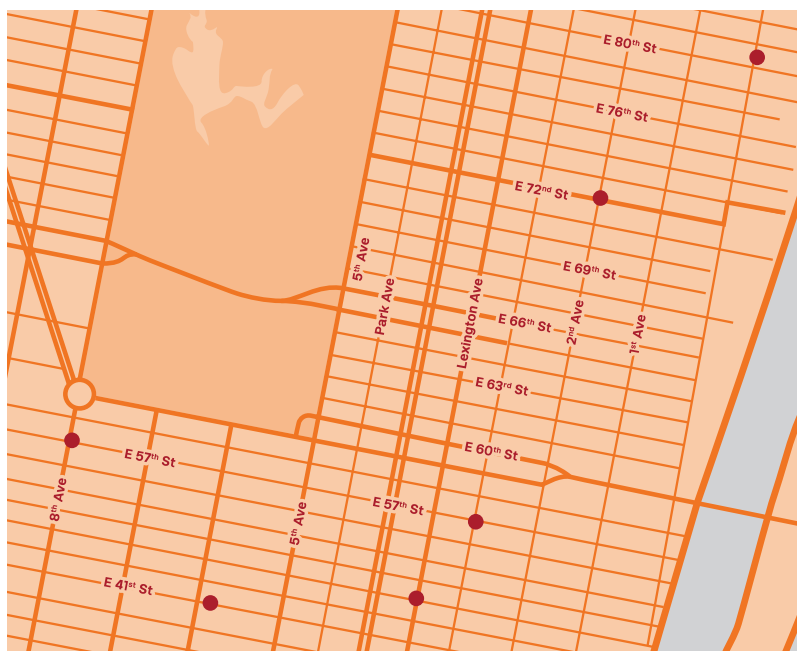 E 80th St
E 76th St
E 72nd St
5th Ave
E 69th St
Park Ave
Lexington Ave
E 66th St
2nd Ave
1st Ave
E 63rd St
E 60th St
E 57th St
8th Ave
E 57th St
5th Ave
E 41st St